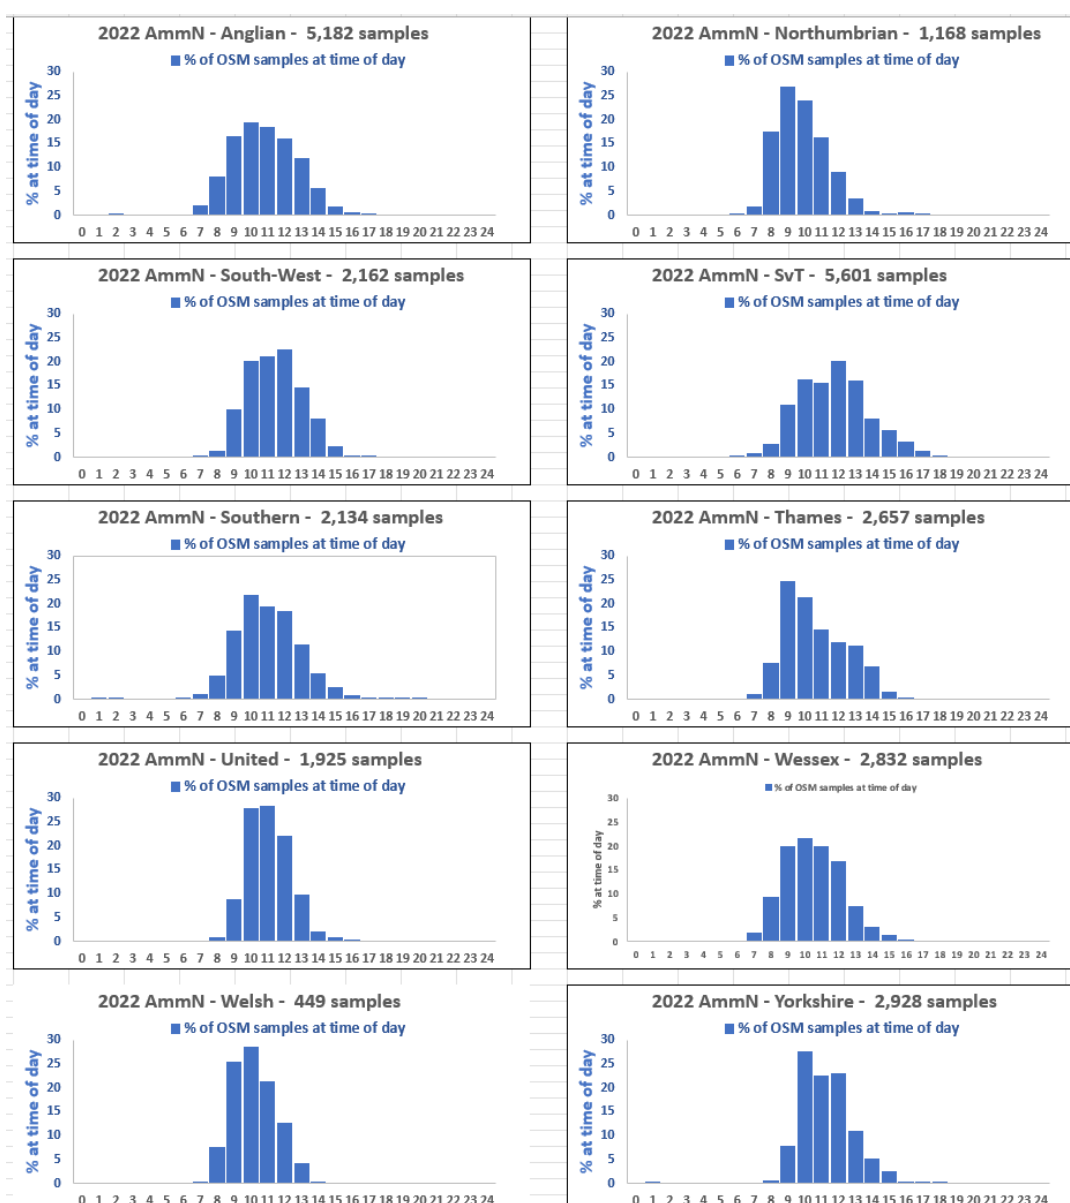 2022 AmmN - Anglian -  5,182 samples
% of OSM samples at time of day
% at time of day
30
25
20
15
10
5
0
0 1 2 3 4 5 6 7 8 9 10 11 12 13 14 15 16 17 18 19 20 21 22 23 24
2022 AmmN - Northumbrian -  1,168 samples
% of OSM samples at time of day
% at time of day
30
25
20
15
10
5
0
0 1 2 3 4 5 6 7 8 9 10 11 12 13 14 15 16 17 18 19 20 21 22 23 24
2022 AmmN - South-West -  2,162 samples
% of OSM samples at time of day
% at time of day
30
25
20
15
10
5
0
0 1 2 3 4 5 6 7 8 9 10 11 12 13 14 15 16 17 18 19 20 21 22 23 24
2022 AmmN - SvT -  5,601 samples
% of OSM samples at time of day
% at time of day
30
25
20
15
10
5
0
0 1 2 3 4 5 6 7 8 9 10 11 12 13 14 15 16 17 18 19 20 21 22 23 24
2022 AmmN - Southern -  2,134 samples
% of OSM samples at time of day
% at time of day
30
25
20
15
10
5
0
0 1 2 3 4 5 6 7 8 9 10 11 12 13 14 15 16 17 18 19 20 21 22 23 24
2022 AmmN - Thames -  2,657 samples
% of OSM samples at time of day
% at time of day
30
25
20
15
10
5
0
0 1 2 3 4 5 6 7 8 9 10 11 12 13 14 15 16 17 18 19 20 21 22 23 24
2022 AmmN - United -  1,925 samples
% of OSM samples at time of day
% at time of day
30
25
20
15
10
5
0
0 1 2 3 4 5 6 7 8 9 10 11 12 13 14 15 16 17 18 19 20 21 22 23 24
2022 AmmN - Wessex -  2,832 samples
% of OSM samples at time of day
% at time of day
30
25
20
15
10
5
0
0 1 2 3 4 5 6 7 8 9 10 11 12 13 14 15 16 17 18 19 20 21 22 23 24
2022 AmmN - Welsh -  449 samples
% of OSM samples at time of day
% at time of day
30
25
20
15
10
5
0
0 1 2 3 4 5 6 7 8 9 10 11 12 13 14 15 16 17 18 19 20 21 22 23 24
2022 AmmN - Yorkshire -  2,928 samples
% of OSM samples at time of day
% at time of day
30
25
20
15
10
5
0
0 1 2 3 4 5 6 7 8 9 10 11 12 13 14 15 16 17 18 19 20 21 22 23 24